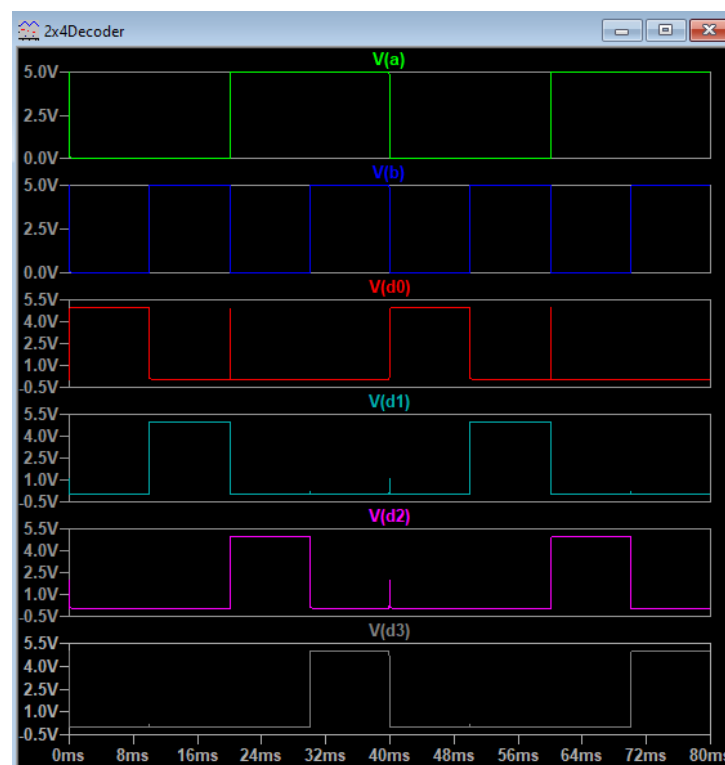 2x4Decoder
V(a)
5.0V
2.5V
0.0V
V(b)
5.0V
2.5V
0.0V
V(d0)
5.5V
4.0V
2.5V
1.0V
-0.5V
V(d1)
5.5V
4.0V
2.5V
1.0V
-0.5V
V(d2)
5.5V
4.0V
2.5V
1.0V
-0.5V
V(d3)
5.5V
4.0V
2.5V
1.0V
-0.5V
0ms 8ms 16ms 24ms 32ms 40ms 48ms 56ms 64ms 72ms 80ms